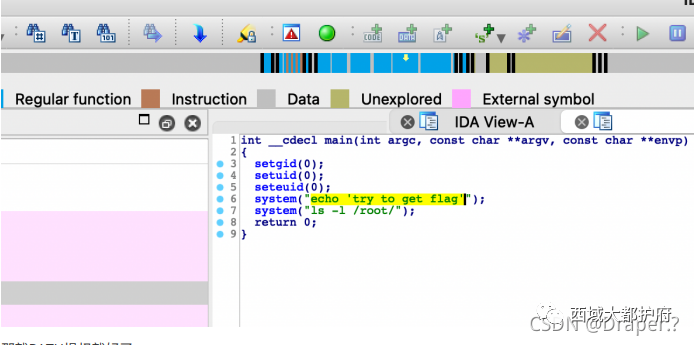 Regular function Instruction Data Unexplored External symbol
IDA View-A
1 int __cdecl main(int argc, const char **argv, const char **envp)
2 {
3 setgid(0);
4 setuid(0);
5 seteuid(0);
6 system("echo 'try to get flag'");
7 system("ls -l /root/");
8 return 0;
9 }
西域大都护府
CSDN @Draper.?